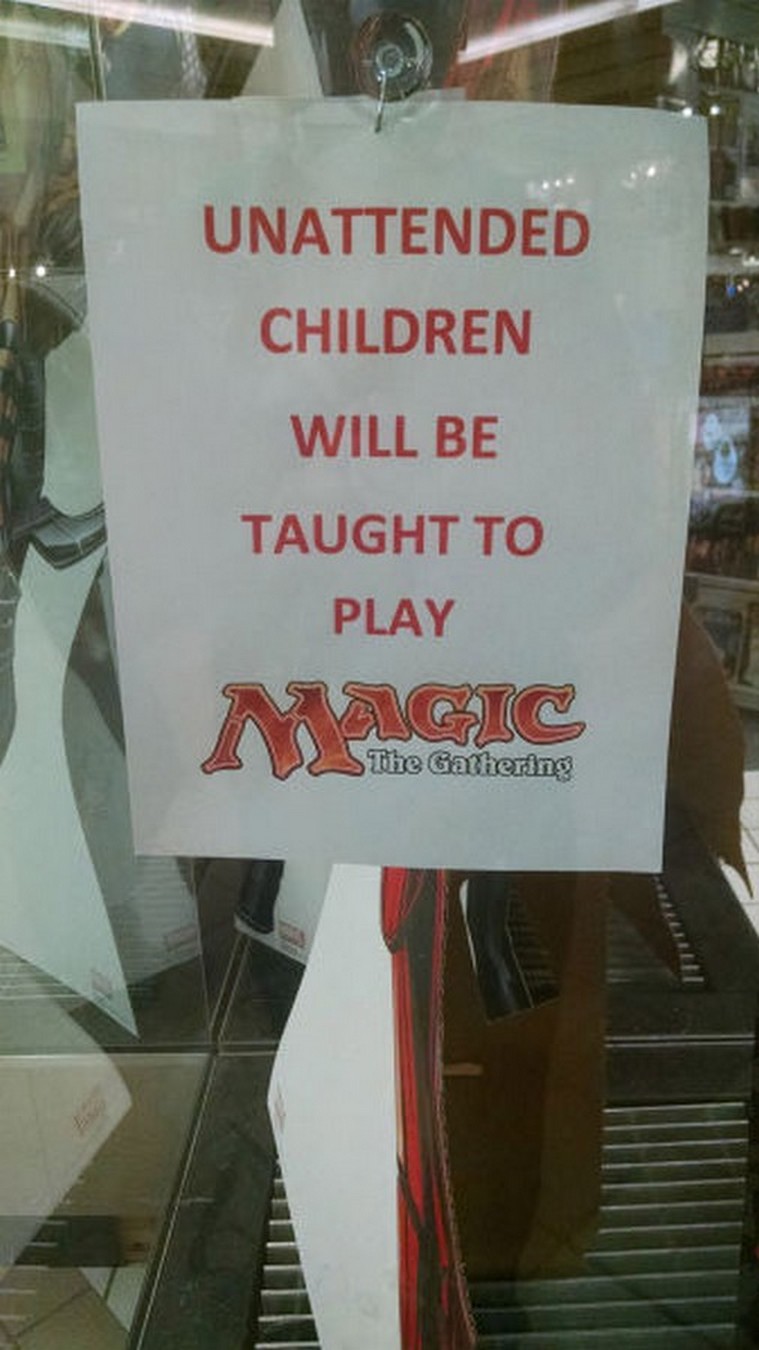 UNATTENDED
CHILDREN
WILL BE
TAUGHT TO
PLAY
MAGIC
The Gathering